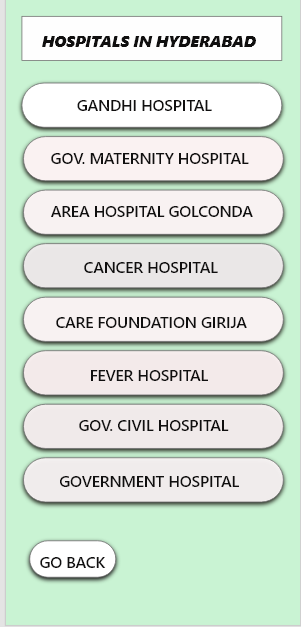 HOSPITALS IN HYDERABAD
GANDHI HOSPITAL
GOV. MATERNITY HOSPITAL
AREA HOSPITAL GOLCONDA
CANCER HOSPITAL
CARE FOUNDATION GIRIJA
FEVER HOSPITAL
GOV. CIVIL HOSPITAL
GOVERNMENT HOSPITAL
GO BACK